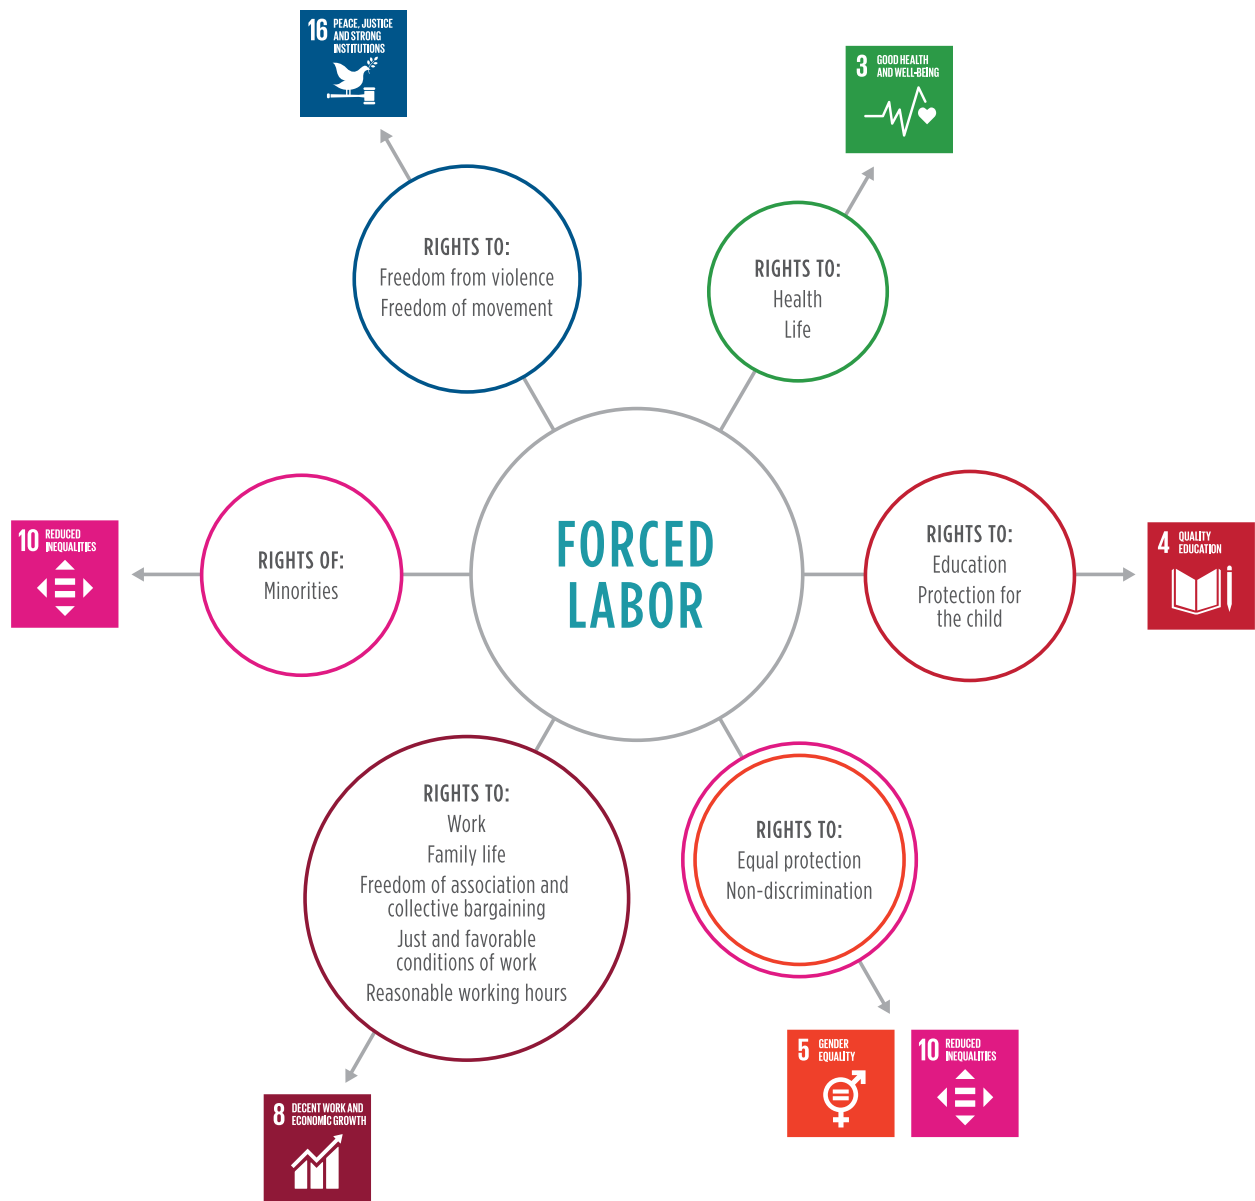 16 PEACE, JUSTICE
AND STRONG
INSTITUTIONS
3 GOOD HEALTH
AND WELL-BEING
RIGHTS TO:
Freedom from violence
Freedom of movement
RIGHTS TO:
Health
Life
10 REDUCED
INEQUALITIES
RIGHTS OF:
Minorities
FORCED
LABOR
RIGHTS TO:
Education
Protection for
the child
4 QUALITY
EDUCATION
RIGHTS TO:
Work
Family life
Freedom of association and
collective bargaining
Just and favorable
conditions of work
Reasonable working hours
RIGHTS TO:
Equal protection
Non-discrimination
8 DECENT WORK AND
ECONOMIC GROWTH
5 GENDER
EQUALITY
10 REDUCED
INEQUALITIES